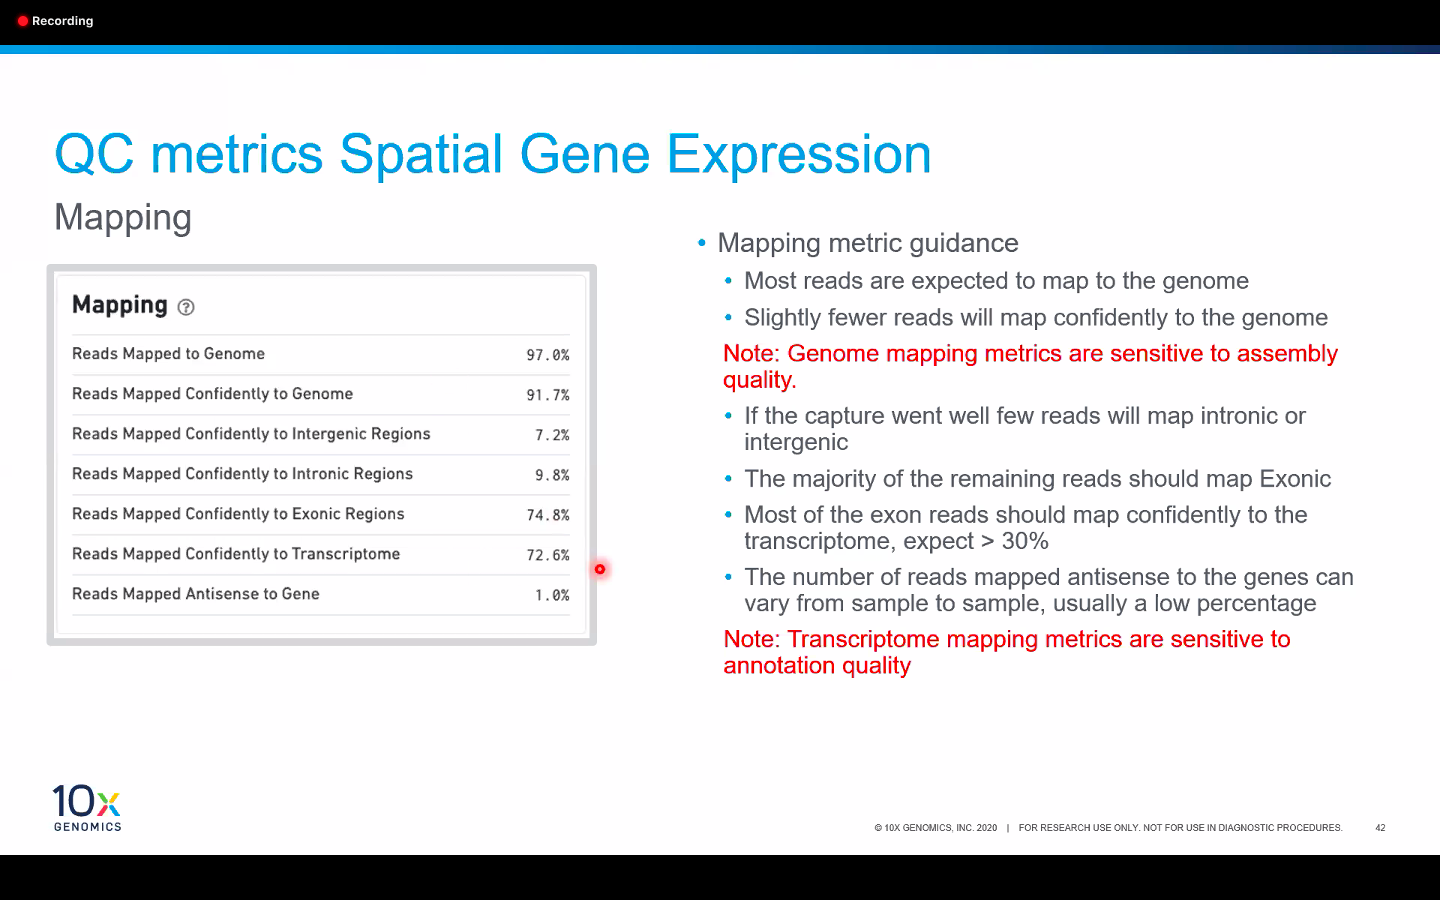 Recording
QC metrics Spatial Gene Expression
Mapping
Mapping ?
Reads Mapped to Genome 97.0%
Reads Mapped Confidently to Genome 91.7%
Reads Mapped Confidently to Intergenic Regions 7.2%
Reads Mapped Confidently to Intronic Regions 9.8%
Reads Mapped Confidently to Exonic Regions 74.8%
Reads Mapped Confidently to Transcriptome 72.6%
Reads Mapped Antisense to Gene 1.0%
• Mapping metric guidance
• Most reads are expected to map to the genome
• Slightly fewer reads will map confidently to the genome
Note: Genome mapping metrics are sensitive to assembly
quality.
• If the capture went well few reads will map intronic or
intergenic
• The majority of the remaining reads should map Exonic
• Most of the exon reads should map confidently to the
transcriptome, expect > 30%
• The number of reads mapped antisense to the genes can
vary from sample to sample, usually a low percentage
Note: Transcriptome mapping metrics are sensitive to
annotation quality
10x
GENOMICS
© 10X GENOMICS, INC. 2020 | FOR RESEARCH USE ONLY. NOT FOR USE IN DIAGNOSTIC PROCEDURES. 42